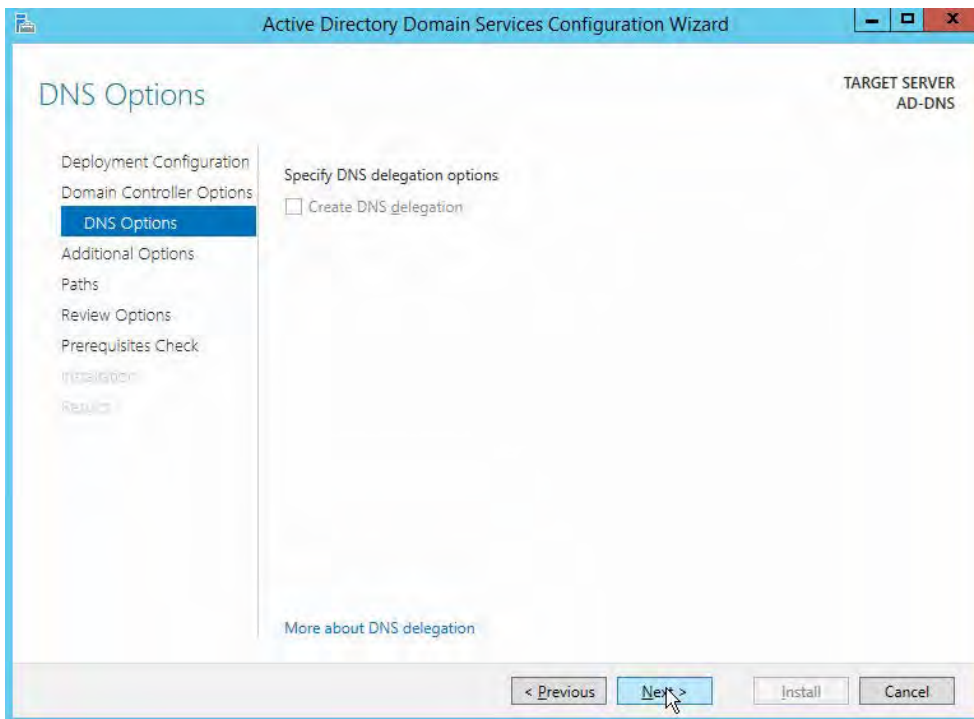 Active Directory Domain Services Configuration Wizard
DNS Options
TARGET SERVER
AD-DNS
Deployment Configuration
Domain Controller Options
DNS Options
Additional Options
Paths
Review Options
Prerequisites Check
Installation
Results
Specify DNS delegation options
Create DNS delegation
More about DNS delegation
< Previous
Next >
Install
Cancel